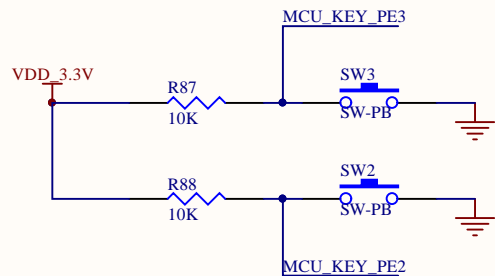 MCU_KEY_PE3
VDD_3.3V
R87
10K
SW3
SW-PB
R88
10K
SW2
SW-PB
MCU_KEY_PE2